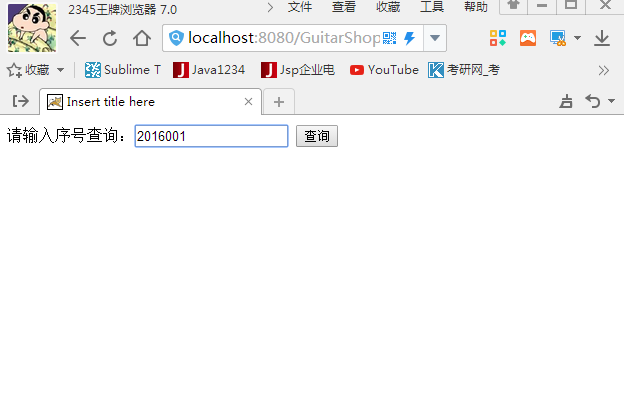 2345王牌浏览器 7.0 文件 查看 收藏 工具 帮助
localhost:8080/GuitarShop
收藏 Sublime T Java1234 Jsp企业电 YouTube 考研网_考
Insert title here
请输入序号查询： 2016001 查询